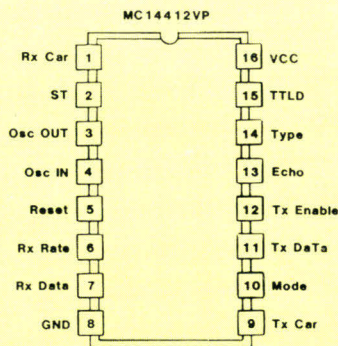 MC14412VP
Rx Car 1 16 VCC
ST 2 15 TTLD
Osc OUT 3 14 Type
Osc IN 4 13 Echo
Reset 5 12 Tx Enable
Rx Rate 6 11 Tx DaTa
Rx Data 7 10 Mode
GND 8 9 Tx Car